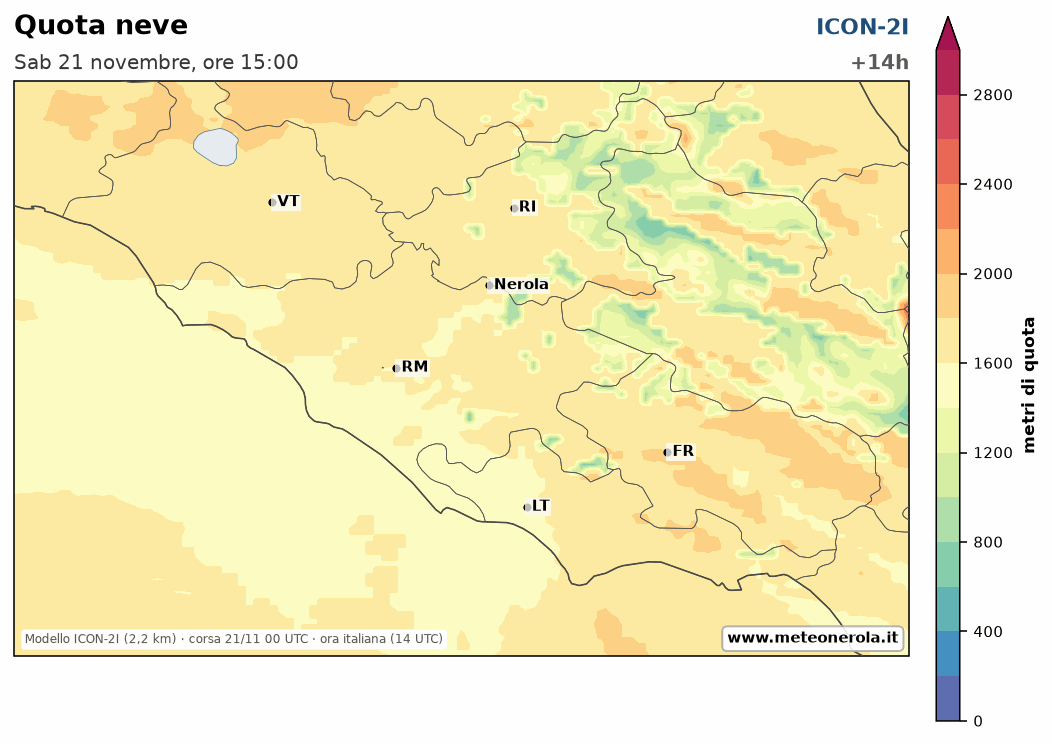 Quota neve
ICON-2I
Sab 21 novembre, ore 15:00
+14h
2800
2400
2000
1600
1200
800
400
0
metri di quota
VT
RI
Nerola
RM
FR
LT
Modello ICON-2I (2,2 km) · corsa 21/11 00 UTC · ora italiana (14 UTC)
www.meteonerola.it